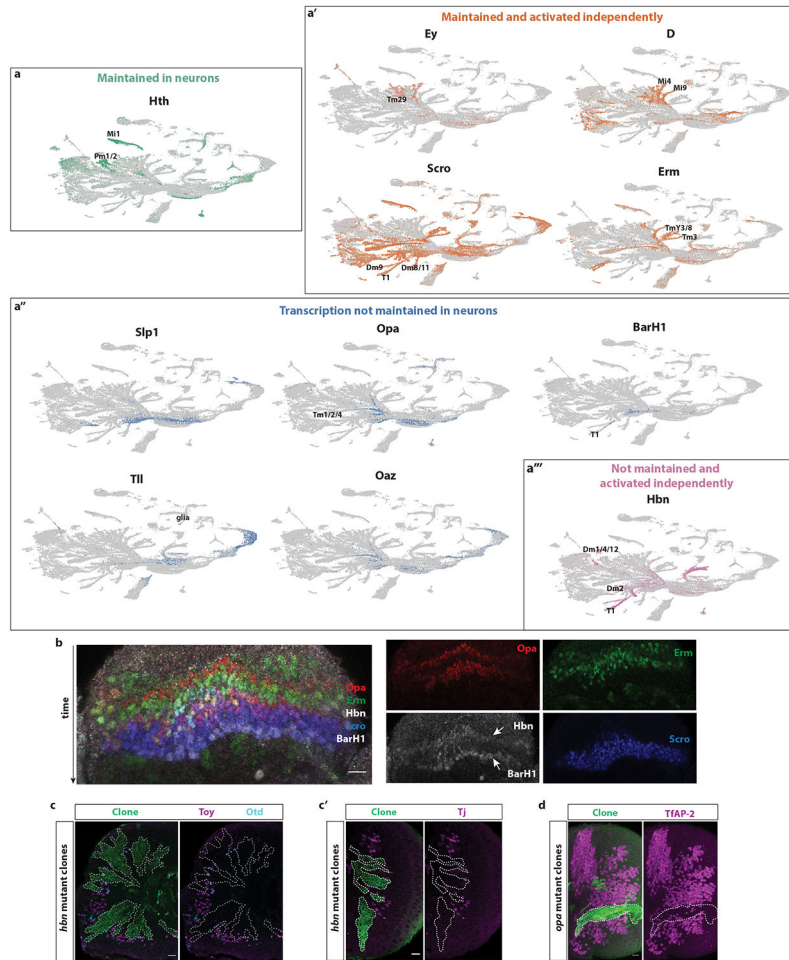 a
Maintained in neurons
Hth
Mi1
Pm1/2
a′
Maintained and activated independently
Ey
D
Tm29
Mi4
Mi9
Scro
Erm
Dm9
T1
Dm8/11
TmY3/8
Tm3
a″
Transcription not maintained in neurons
Slp1
Opa
BarH1
Tm1/2/4
T1
Tll
Oaz
glia
a‴
Not maintained and
activated independently
Hbn
Dm1/4/12
Dm2
T1
b
time
Opa
Erm
Hbn
Scro
BarH1
Opa
Erm
Hbn
BarH1
Scro
c
Clone
Toy
Otd
hbn mutant clones
c′
Clone
Tj
hbn mutant clones
d
Clone
TfAP-2
opa mutant clones